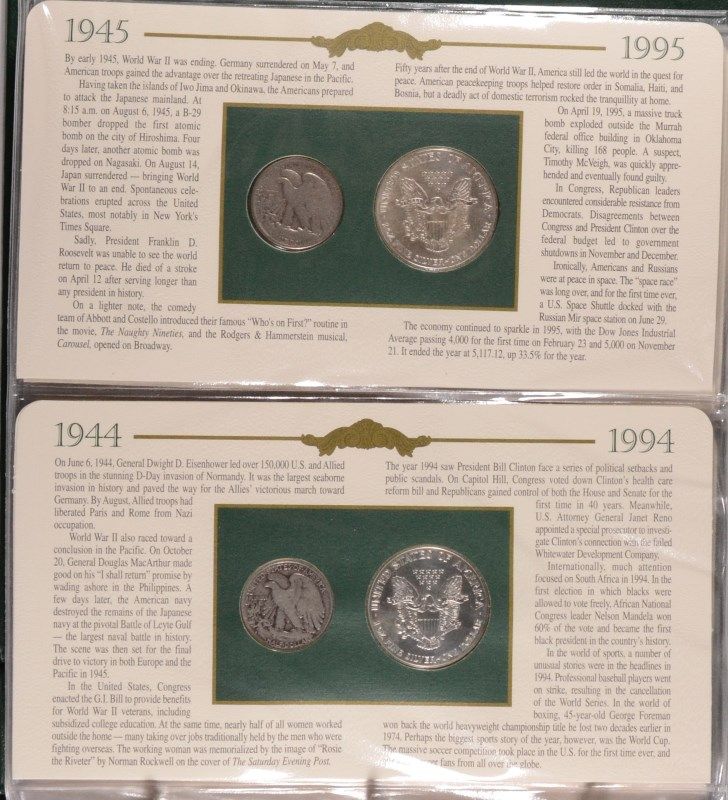 1945
By early 1945, World War II was ending. Germany surrendered on May 7, and
American troops gained the advantage over the retreating Japanese in the Pacific.
Having taken the islands of Iwo Jima and Okinawa, the Americans prepared
to attack the Japanese mainland. At
8:15 a.m. on August 6, 1945, a B-29
bomber dropped the first atomic
bomb on the city of Hiroshima. Four
days later, another atomic bomb was
dropped on Nagasaki. On August 14,
Japan surrendered — bringing World
War II to an end. Spontaneous cele-
brations erupted across the United
States, most notably in New York's
Times Square.
Sadly, President Franklin D.
Roosevelt was unable to see the world
return to peace. He died of a stroke
on April 12 after serving longer than
any president in history.
On a lighter note, the comedy
team of Abbott and Costello introduced their famous "Who's on First?" routine in
the movie, The Naughty Nineties, and the Rodgers & Hammerstein musical,
Carousel, opened on Broadway.
1995
Fifty years after the end of World War II, America still led the world in the quest for
peace. American peacekeeping troops helped restore order in Somalia, Haiti, and
Bosnia, but a deadly act of domestic terrorism rocked the tranquillity at home.
On April 19, 1995, a massive truck
bomb exploded outside the Murrah
federal office building in Oklahoma
City, killing 168 people. A suspect,
Timothy McVeigh, was quickly appre-
hended and eventually found guilty.
In Congress, Republican leaders
encountered considerable resistance from
Democrats. Disagreements between
Congress and President Clinton over the
federal budget led to government
shutdowns in November and December.
Ironically, Americans and Russians
were at peace in space. The "space race"
was long over, and for the first time ever,
a U.S. Space Shuttle docked with the
Russian Mir space station on June 29.
The economy continued to sparkle in 1995, with the Dow Jones Industrial
Average passing 4,000 for the first time on February 23 and 5,000 on November
21. It ended the year at 5,117.12, up 33.5% for the year.
1944
On June 6, 1944, General Dwight D. Eisenhower led over 150,000 U.S. and Allied
troops in the stunning D-Day invasion of Normandy. It was the largest seaborne
invasion in history and paved the way for the Allies' victorious march toward
Germany. By August, Allied troops had
liberated Paris and Rome from Nazi
occupation.
World War II also raced toward a
conclusion in the Pacific. On October
20, General Douglas MacArthur made
good on his "I shall return" promise by
wading ashore in the Philippines. A
few days later, the American navy
destroyed the remains of the Japanese
navy at the pivotal Battle of Leyte Gulf
— the largest naval battle in history.
The scene was then set for the final
drive to victory in both Europe and the
Pacific in 1945.
In the United States, Congress
enacted the G.I. Bill to provide benefits
for World War II veterans, including
subsidized college education. At the same time, nearly half of all women worked
outside the home — many taking over jobs traditionally held by the men who were
fighting overseas. The working woman was memorialized by the image of "Rosie
the Riveter" by Norman Rockwell on the cover of The Saturday Evening Post.
1994
The year 1994 saw President Bill Clinton face a series of political setbacks and
public scandals. On Capitol Hill, Congress voted down Clinton's health care
reform bill and Republicans gained control of both the House and Senate for the
first time in 40 years. Meanwhile,
U.S. Attorney General Janet Reno
appointed a special prosecutor to investi-
gate Clinton's connection with the failed
Whitewater Development Company.
Internationally, much attention
focused on South Africa in 1994. In the
first election in which blacks were
allowed to vote freely, African National
Congress leader Nelson Mandela won
60% of the vote and became the first
black president in the country's history.
In the world of sports, a number of
unusual stories were in the headlines in
1994. Professional baseball players went
on strike, resulting in the cancellation
of the World Series. In the world of
boxing, 45-year-old George Foreman
won back the world heavyweight championship title he lost two decades earlier in
1974. Perhaps the biggest sports story of the year, however, was the World Cup.
The massive soccer competition took place in the U.S. for the first time ever, and
fans from all over the globe.
UNITED STATES OF AMERICA